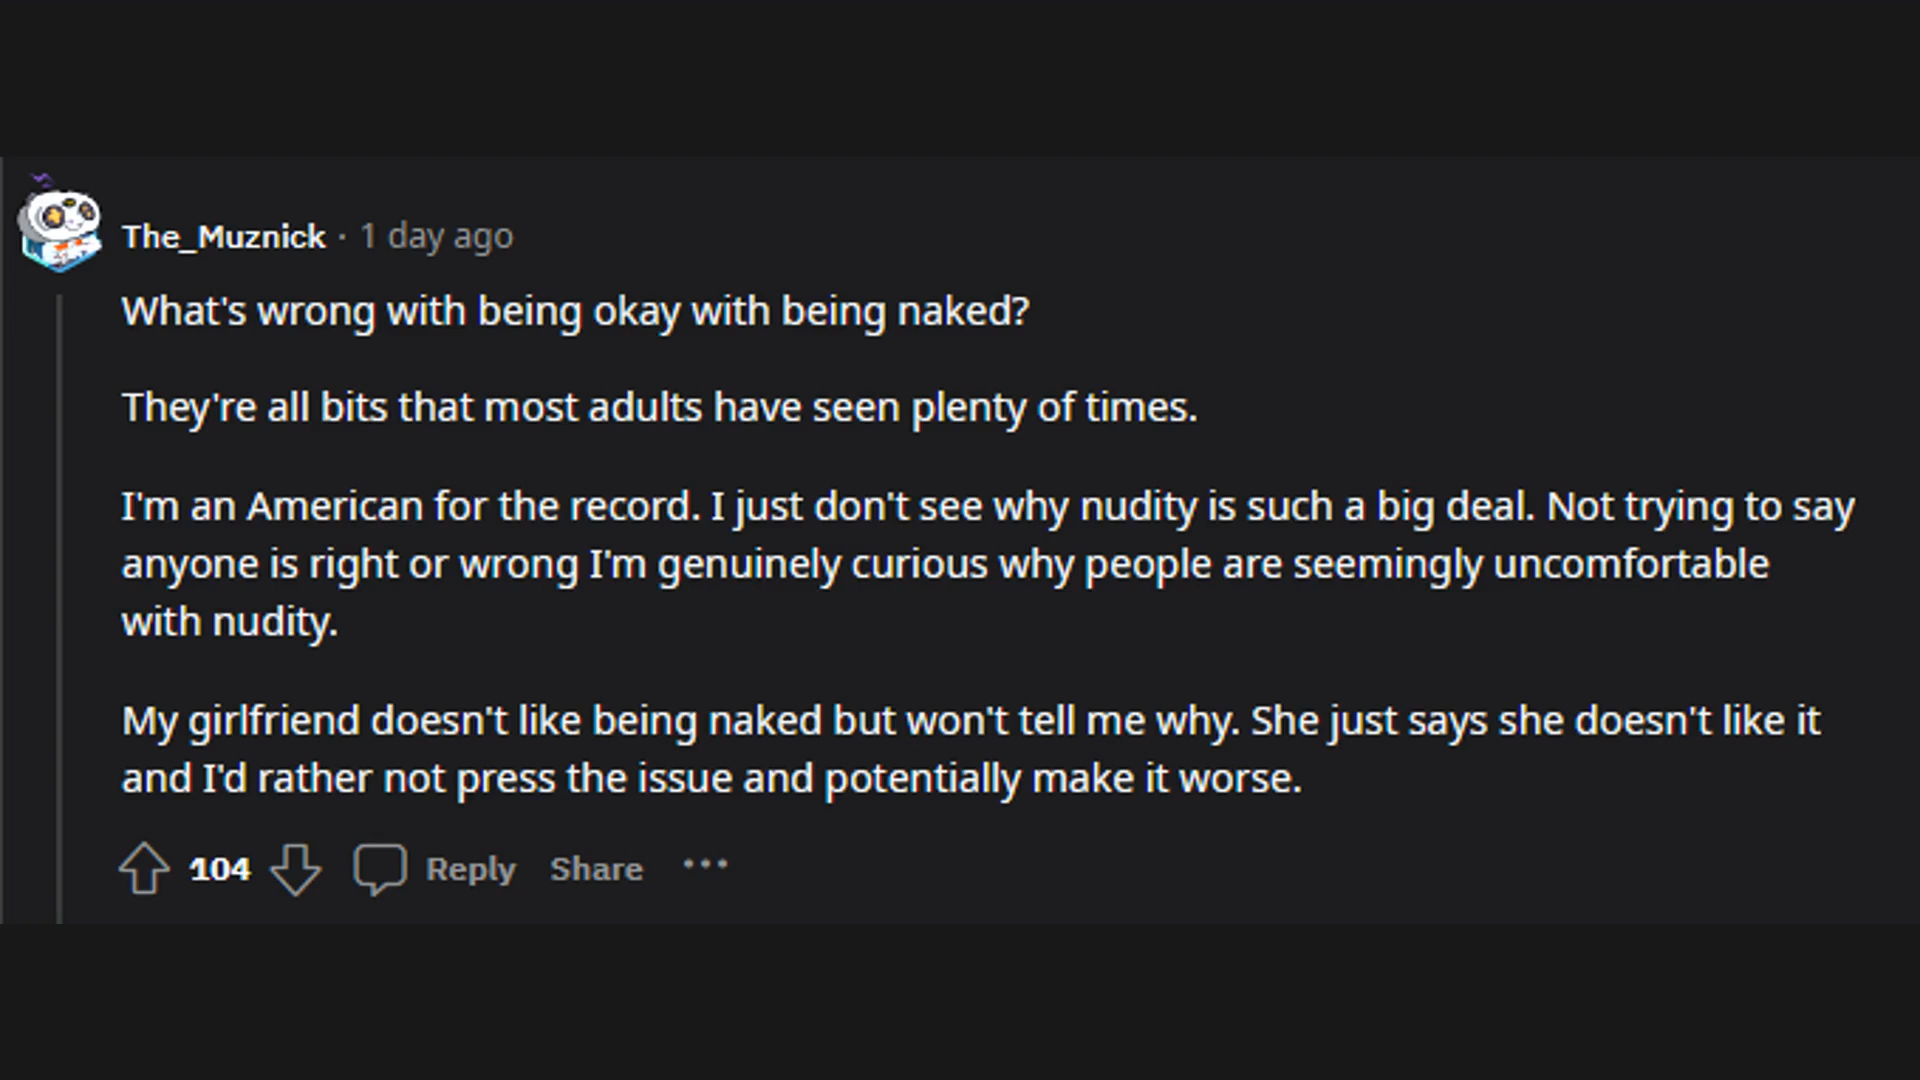 The_Muznick · 1 day ago
What's wrong with being okay with being naked?
They're all bits that most adults have seen plenty of times.
I'm an American for the record. I just don't see why nudity is such a big deal. Not trying to say
anyone is right or wrong I'm genuinely curious why people are seemingly uncomfortable
with nudity.
My girlfriend doesn't like being naked but won't tell me why. She just says she doesn't like it
and I'd rather not press the issue and potentially make it worse.
104 Reply Share ···